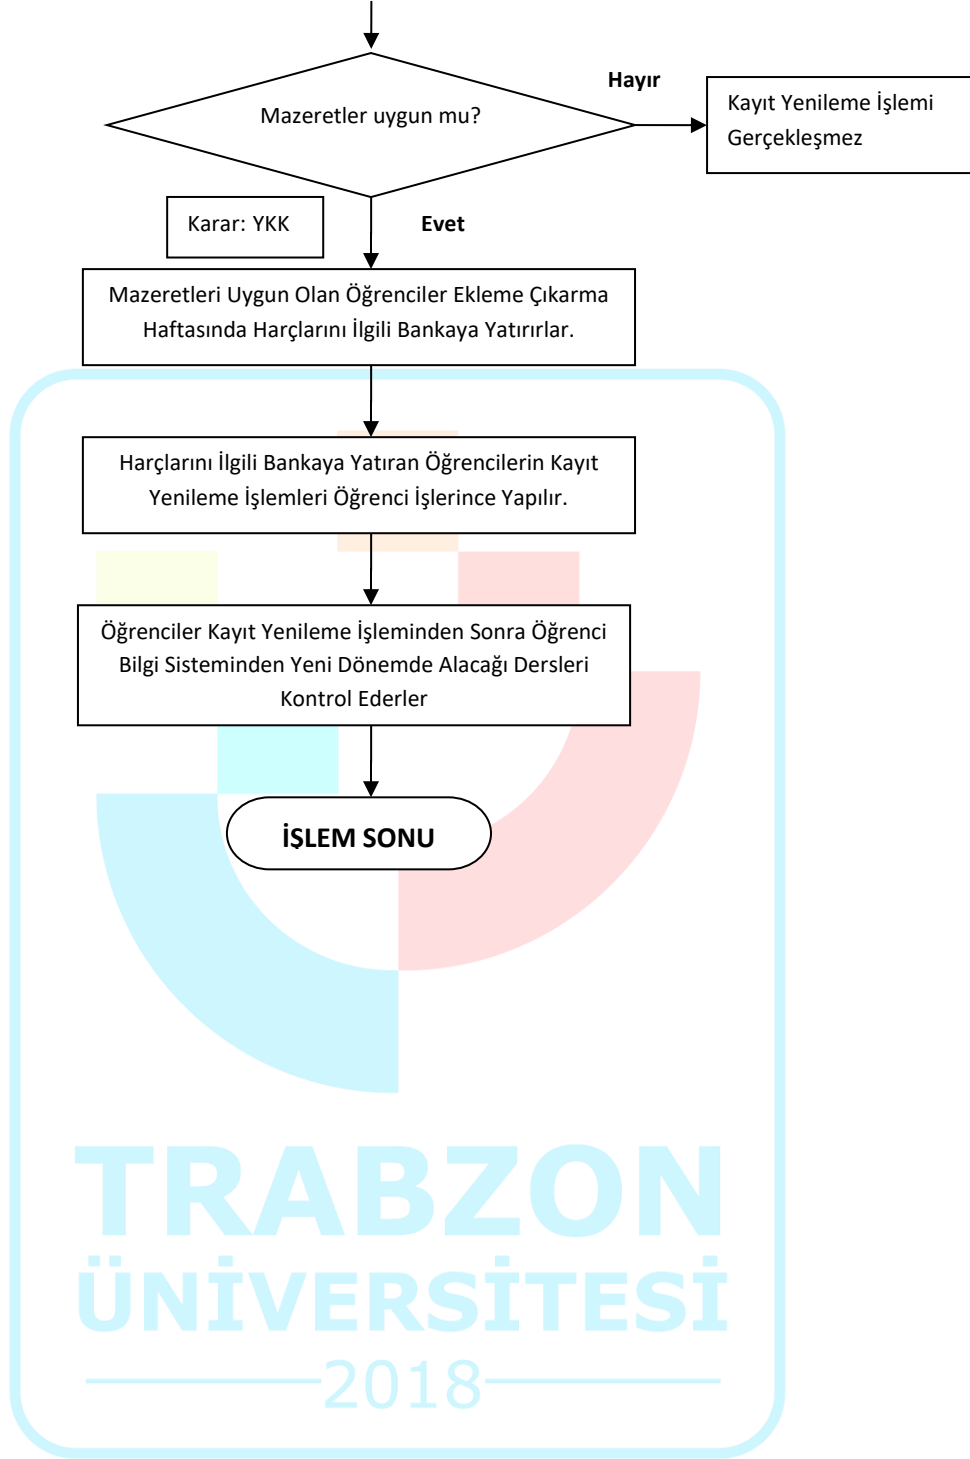 Mazeretler uygun mu?
Hayır
Kayıt Yenileme İşlemi
Gerçekleşmez
Karar: YKK
Evet
Mazeretleri Uygun Olan Öğrenciler Ekleme Çıkarma
Haftasında Harçlarını İlgili Bankaya Yatırırlar.
Harçlarını İlgili Bankaya Yatıran Öğrencilerin Kayıt
Yenileme İşlemleri Öğrenci İşlerince Yapılır.
Öğrenciler Kayıt Yenileme İşleminden Sonra Öğrenci
Bilgi Sisteminden Yeni Dönemde Alacağı Dersleri
Kontrol Ederler
İŞLEM SONU
TRABZON
ÜNİVERSİTESİ
2018